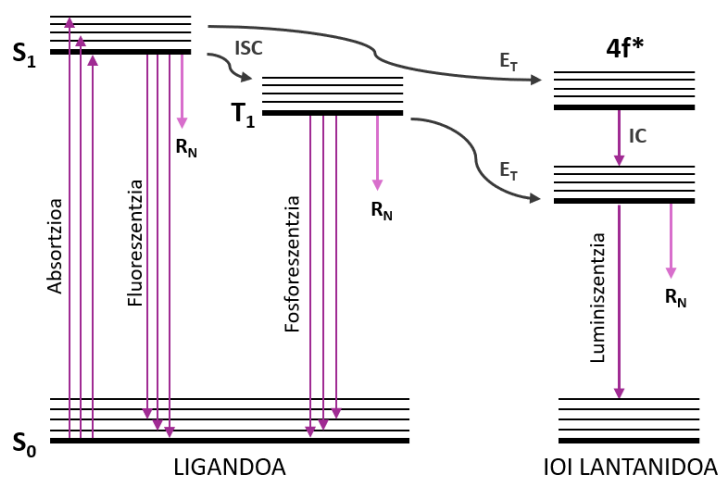 S1
ISC
ET
4f*
T1
IC
RN
ET
RN
RN
Absortzioa
Fluoreszentzia
Fosforeszentzia
Luminiszentzia
S0
LIGANDOA
IOI LANTANIDOA